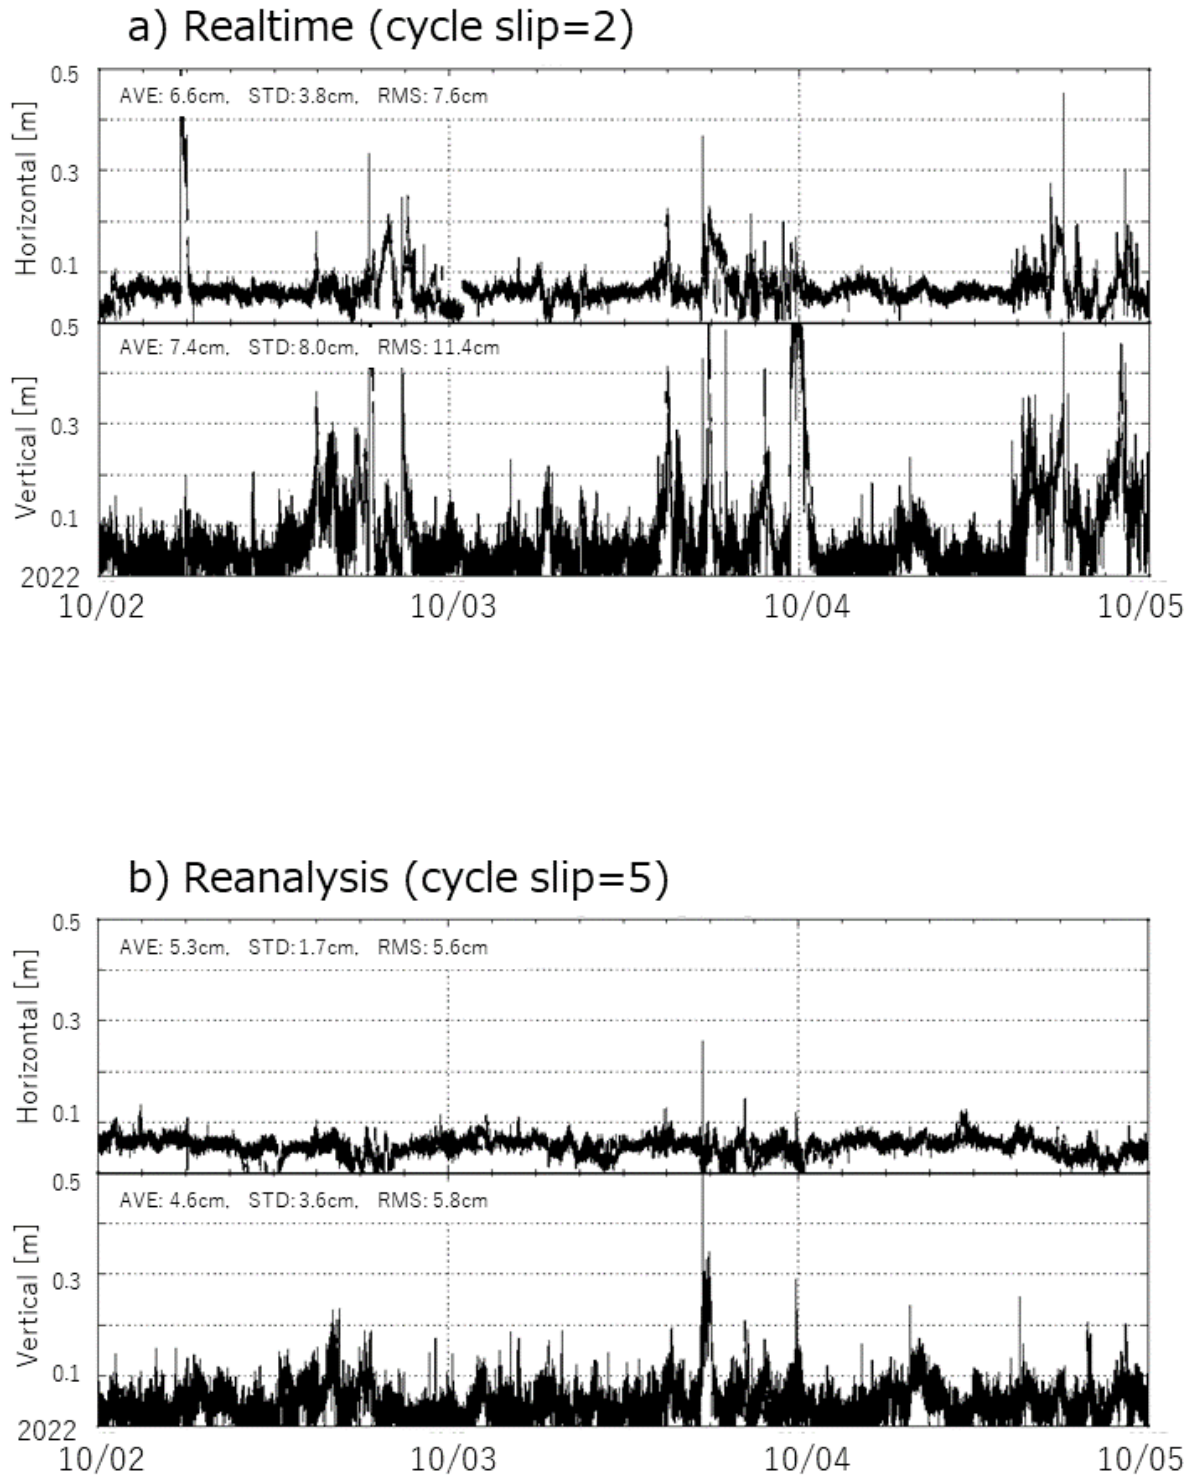 a) Realtime (cycle slip=2)
0.5
AVE: 6.6cm, STD: 3.8cm, RMS: 7.6cm
Horizontal [m]
0.3
0.1
0.5
AVE: 7.4cm, STD: 8.0cm, RMS: 11.4cm
Vertical [m]
0.3
0.1
2022
10/02 10/03 10/04 10/05
b) Reanalysis (cycle slip=5)
0.5
AVE: 5.3cm, STD: 1.7cm, RMS: 5.6cm
Horizontal [m]
0.3
0.1
0.5
AVE: 4.6cm, STD: 3.6cm, RMS: 5.8cm
Vertical [m]
0.3
0.1
2022
10/02 10/03 10/04 10/05